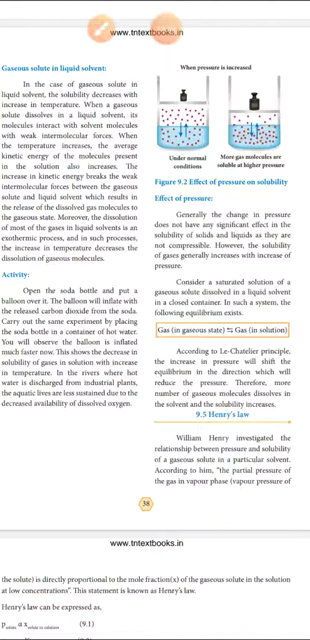 www.tntextbooks.in
Gaseous solute in liquid solvent:
In the case of gaseous solute in
liquid solvent, the solubility decreases with
increase in temperature. When a gaseous
solute dissolves in a liquid solvent, its
molecules interact with solvent molecules
with weak intermolecular forces. When
the temperature increases, the average
kinetic energy of the molecules present
in the solution also increases. The
increase in kinetic energy breaks the weak
intermolecular forces between the gaseous
solute and liquid solvent which results in
the release of the dissolved gas molecules to
the gaseous state. Moreover, the dissolution
of most of the gases in liquid solvents is an
exothermic process, and in such processes,
the increase in temperature decreases the
dissolution of gaseous molecules.
Activity:
Open the soda bottle and put a
balloon over it. The balloon will inflate with
the released carbon dioxide from the soda.
Carry out the same experiment by placing
the soda bottle in a container of hot water.
You will observe the balloon is inflated
much faster now. This shows the decrease in
solubility of gases in solution with increase
in temperature. In the rivers where hot
water is discharged from industrial plants,
the aquatic lives are less sustained due to the
decreased availability of dissolved oxygen.
When pressure is increased
Under normal
conditions
More gas molecules are
soluble at higher pressure
Figure 9.2 Effect of pressure on solubility
Effect of pressure:
Generally the change in pressure
does not have any significant effect in the
solubility of solids and liquids as they are
not compressible. However, the solubility
of gases generally increases with increase of
pressure.
Consider a saturated solution of a
gaseous solute dissolved in a liquid solvent
in a closed container. In such a system, the
following equilibrium exists.
Gas (in gaseous state) ⇆ Gas (in solution)
According to Le-Chatelier principle,
the increase in pressure will shift the
equilibrium in the direction which will
reduce the pressure. Therefore, more
number of gaseous molecules dissolves in
the solvent and the solubility increases.
9.5 Henry's law
William Henry investigated the
relationship between pressure and solubility
of a gaseous solute in a particular solvent.
According to him, "the partial pressure of
the gas in vapour phase (vapour pressure of
38
www.tntextbooks.in
the solute) is directly proportional to the mole fraction(x) of the gaseous solute in the solution
at low concentrations". This statement is known as Henry's law.
Henry's law can be expressed as,
p solute α x solute in solution (9.1)